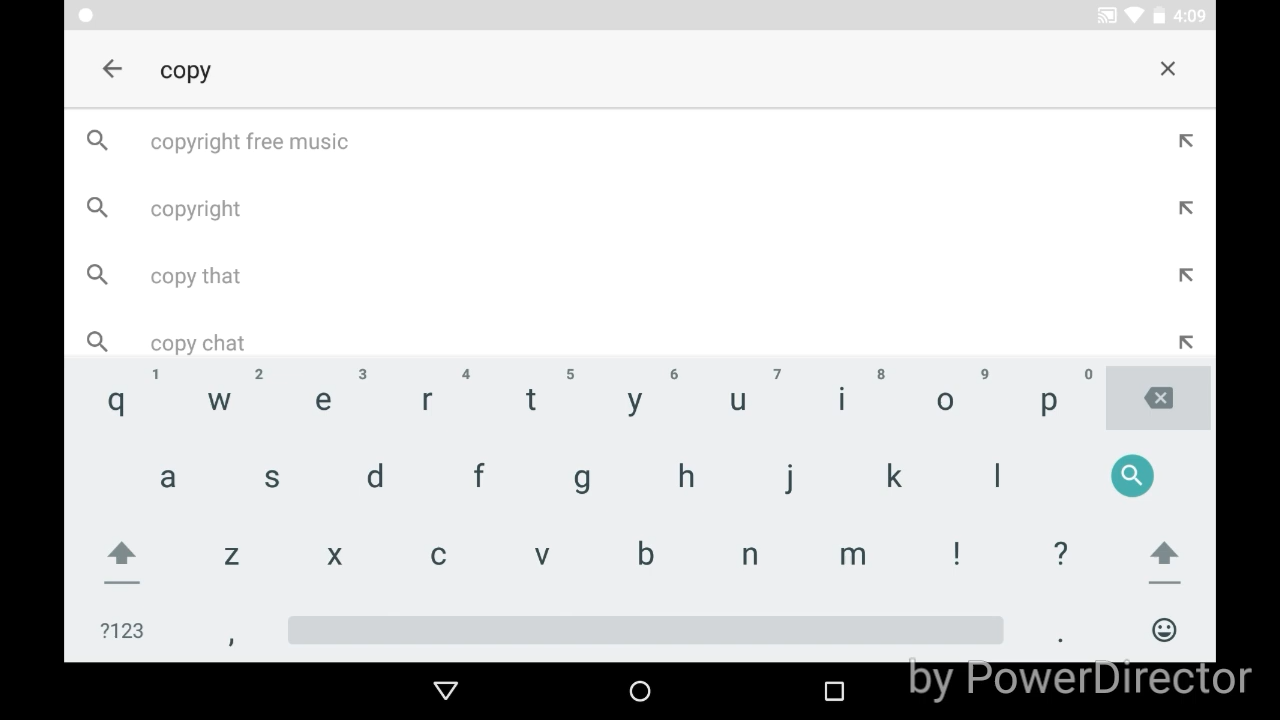 4:09
copy
copyright free music
copyright
copy that
copy chat
1 2 3 4 5 6 7 8 9 0
q w e r t y u i o p
a s d f g h j k l
z x c v b n m ! ?
?123 , .
by PowerDirector